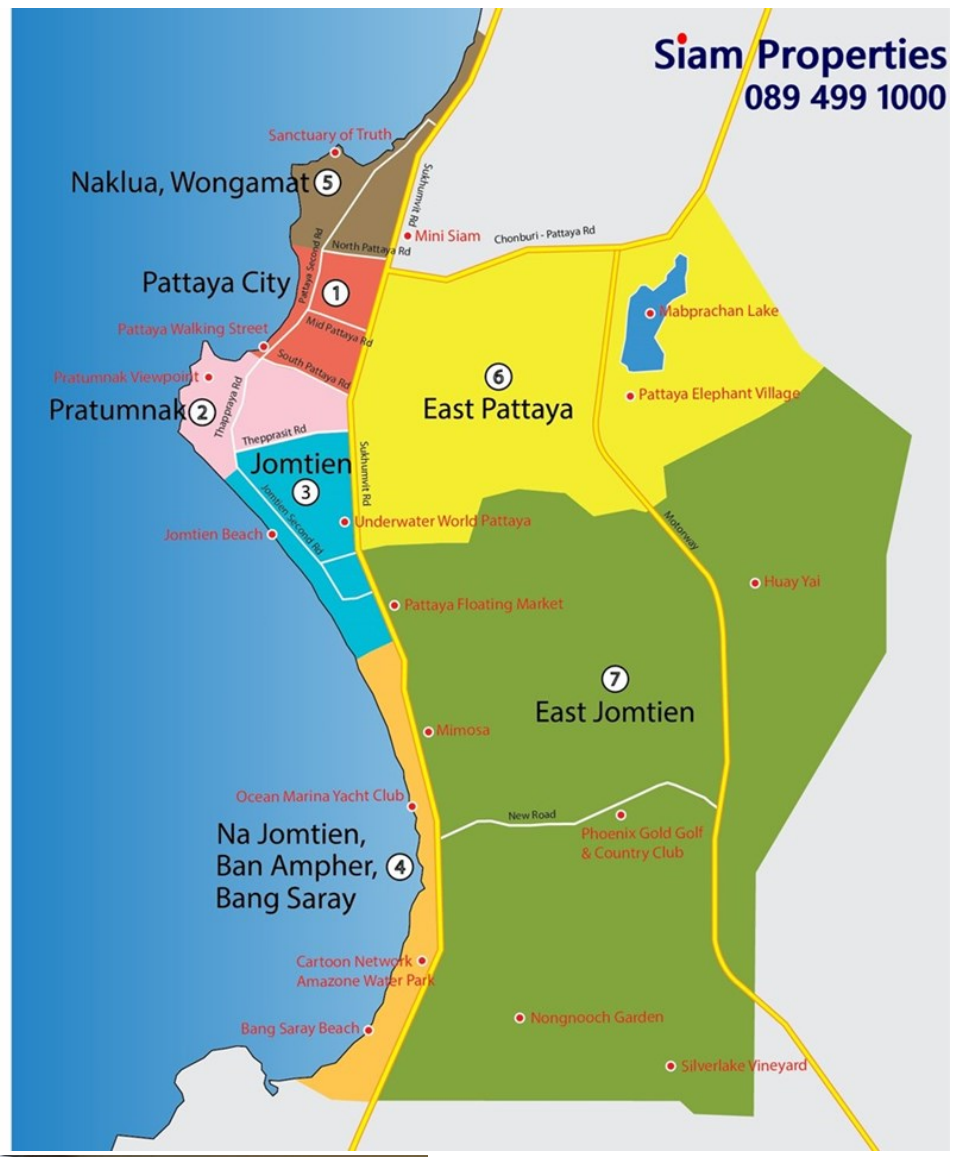 Siam Properties
089 499 1000
Sanctuary of Truth
Naklua, Wongamat 5
Sukhumvit Rd
Mini Siam
Chonburi - Pattaya Rd
North Pattaya Rd
Pattaya Second Rd
Pattaya City
1
Mabprachan Lake
Mid Pattaya Rd
Pattaya Walking Street
South Pattaya Rd
Pratumnak Viewpoint
6
Pattaya Elephant Village
Pratumnak 2
Thappraya Rd
East Pattaya
Thepprasit Rd
Jomtien
3
Sukhumvit Rd
Jomtien Second Rd
Underwater World Pattaya
Jomtien Beach
Motorway
Huay Yai
Pattaya Floating Market
7
East Jomtien
Mimosa
Ocean Marina Yacht Club
New Road
Phoenix Gold Golf
& Country Club
Na Jomtien,
Ban Ampher,
Bang Saray
4
Cartoon Network
Amazone Water Park
Nongnooch Garden
Bang Saray Beach
Silverlake Vineyard